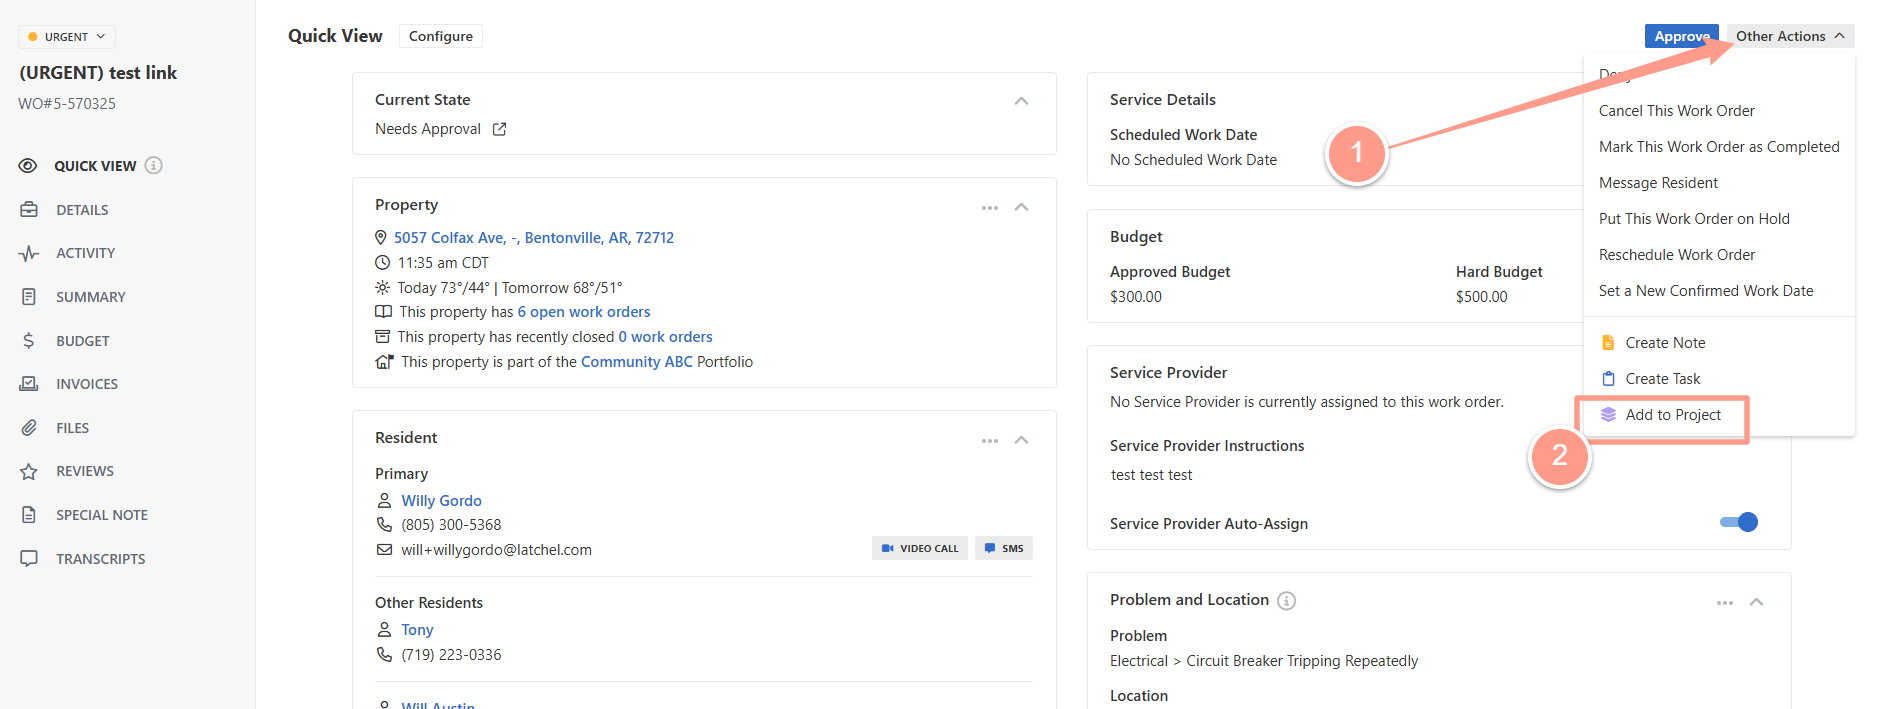 URGENT
(URGENT) test link
WO#5-570325
QUICK VIEW
DETAILS
ACTIVITY
SUMMARY
BUDGET
INVOICES
FILES
REVIEWS
SPECIAL NOTE
TRANSCRIPTS
Quick View
Configure
Approve
Other Actions
Current State
Needs Approval
Property
5057 Colfax Ave, -, Bentonville, AR, 72712
11:35 am CDT
Today 73°/44° | Tomorrow 68°/51°
This property has 6 open work orders
This property has recently closed 0 work orders
This property is part of the Community ABC Portfolio
Resident
Primary
Willy Gordo
(805) 300-5368
will+willygordo@latchel.com
VIDEO CALL
SMS
Other Residents
Tony
(719) 223-0336
Will Austin
Service Details
Scheduled Work Date
No Scheduled Work Date
1
Budget
Approved Budget
Hard Budget
$300.00
$500.00
Service Provider
No Service Provider is currently assigned to this work order.
Service Provider Instructions
test test test
Service Provider Auto-Assign
Problem and Location
Problem
Electrical > Circuit Breaker Tripping Repeatedly
Location
Deny
Cancel This Work Order
Mark This Work Order as Completed
Message Resident
Put This Work Order on Hold
Reschedule Work Order
Set a New Confirmed Work Date
Create Note
Create Task
Add to Project
2